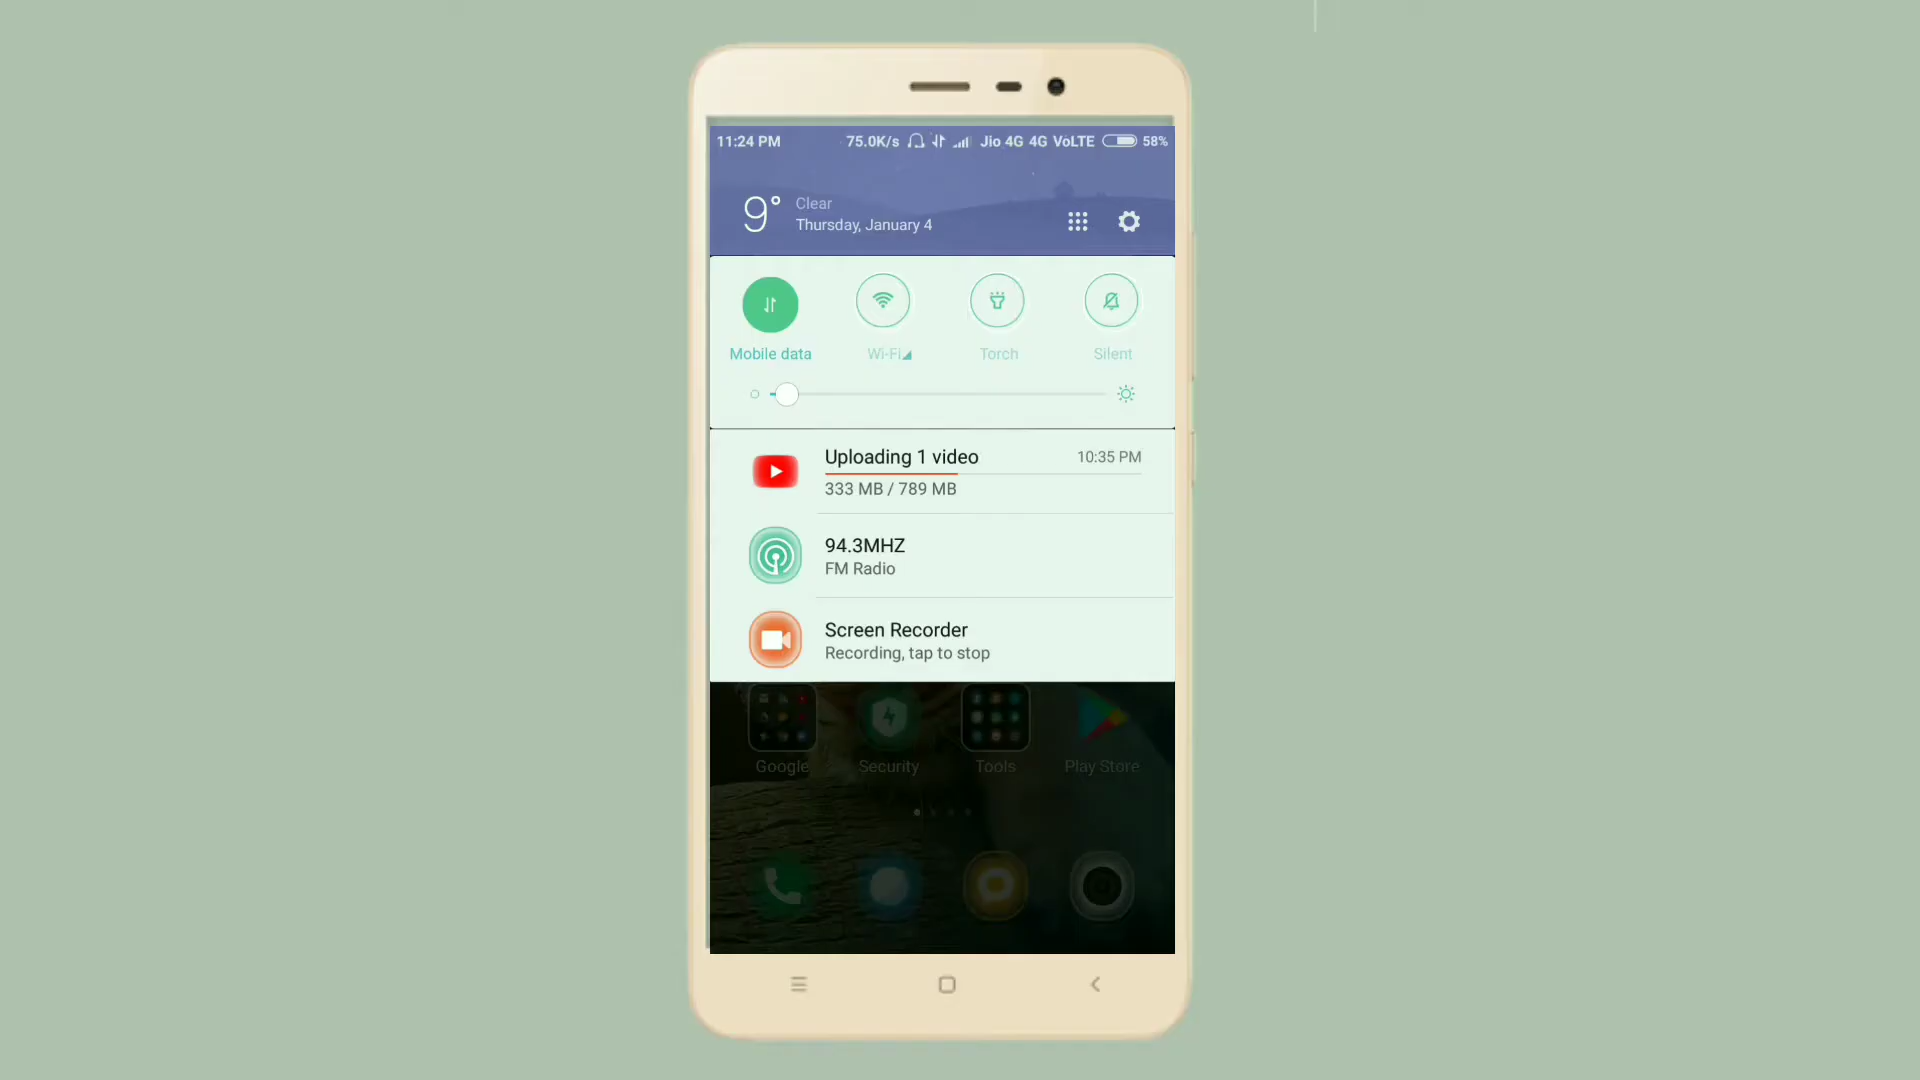 11:24 PM 75.0K/s Jio 4G 4G VoLTE 58%
9° Clear
Thursday, January 4
Mobile data Wi-Fi Torch Silent
Uploading 1 video 10:35 PM
333 MB / 789 MB
94.3MHZ
FM Radio
Screen Recorder
Recording, tap to stop
Google Security Tools Play Store